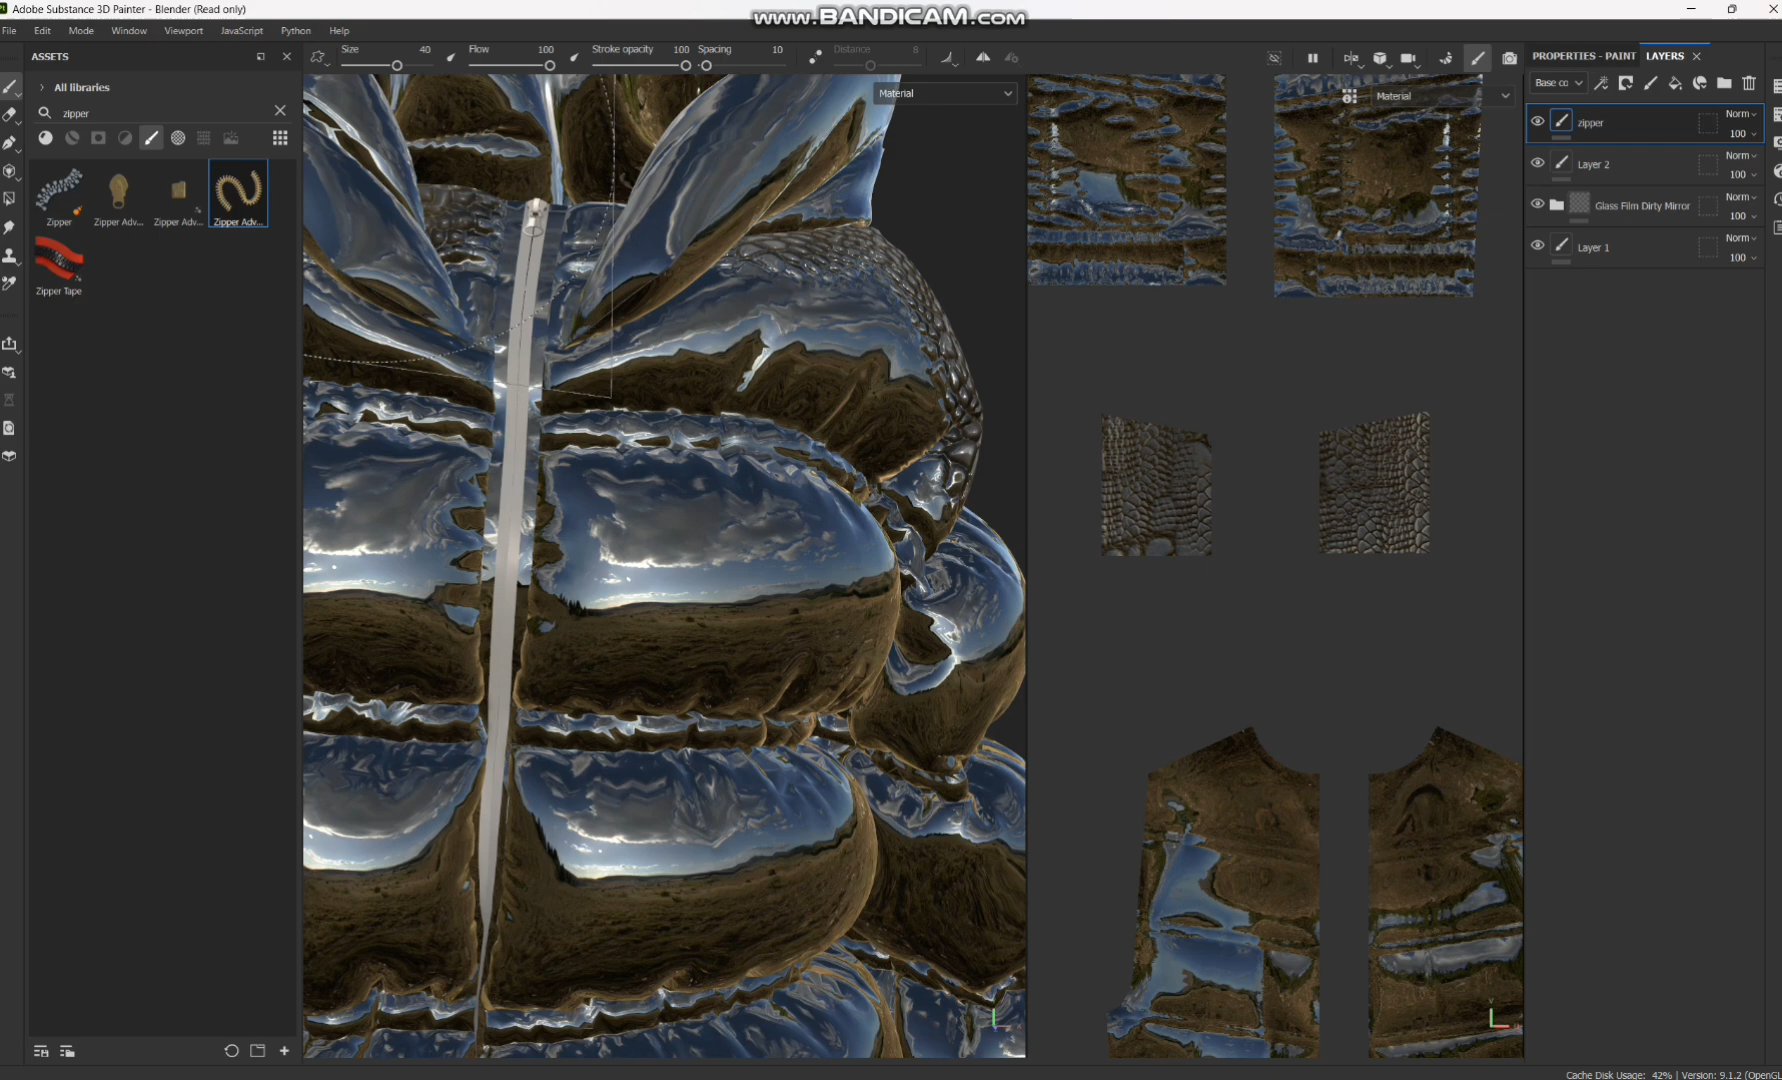 Adobe Substance 3D Painter - Blender (Read only)
www.BANDICAM.com
File Edit Mode Window Viewport JavaScript Python Help
ASSETS
Size 40 Flow 100 Stroke opacity 100 Spacing 10 Distance 8
PROPERTIES - PAINT LAYERS
All libraries
Base co
zipper
Material
Material
zipper Norm 100
Layer 2 Norm 100
Glass Film Dirty Mirror Norm 100
Layer 1 Norm 100
Zipper Zipper Adv... Zipper Adv... Zipper Adv...
Zipper Tape
Cache Disk Usage: 42% | Version: 9.1.2 (OpenGL